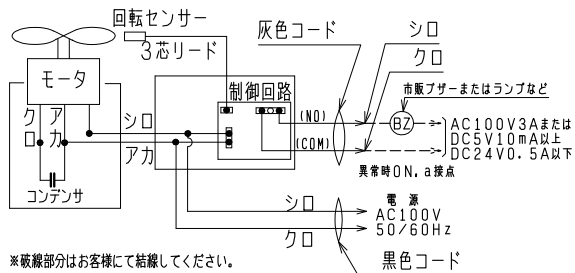 回転センサー
3芯リード
灰色コード
シロ
クロ
モータ
制御回路
市販ブザーまたはランプなど
クロ
アカ
シロ
アカ
(NO)
(COM)
BZ
AC100V3Aまたは
DC5V10mA以上
DC24V0.5A以下
異常時ON,a接点
コンデンサ
シロ
クロ
電源
AC100V
50/60Hz
※破線部分はお客様にて結線してください。
黒色コード